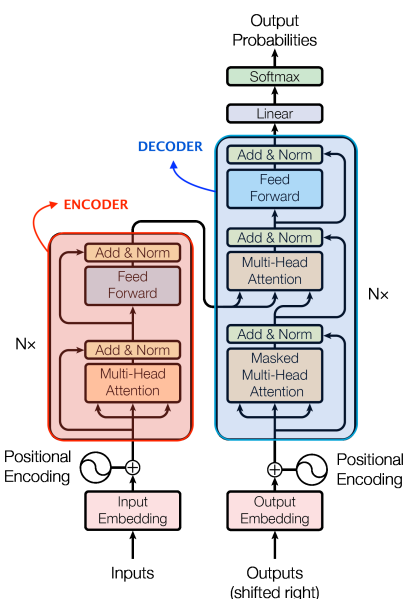 Output
Probabilities
Softmax
Linear
DECODER
Add & Norm
Feed
Forward
ENCODER
Add & Norm
Multi-Head
Attention
Add & Norm
Feed
Forward
N×
N×
Add & Norm
Masked
Multi-Head
Attention
Add & Norm
Multi-Head
Attention
Positional
Encoding
Positional
Encoding
Input
Embedding
Output
Embedding
Inputs
Outputs
(shifted right)